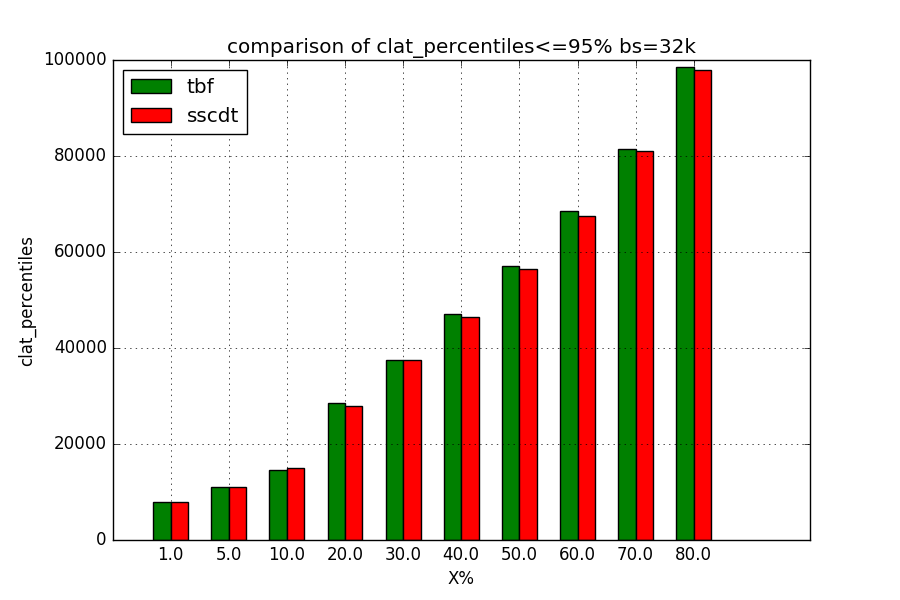 comparison of clat_percentiles<=95% bs=32k
100000
80000
60000
40000
20000
0
clat_percentiles
tbf
sscdt
1.0 5.0 10.0 20.0 30.0 40.0 50.0 60.0 70.0 80.0
X%